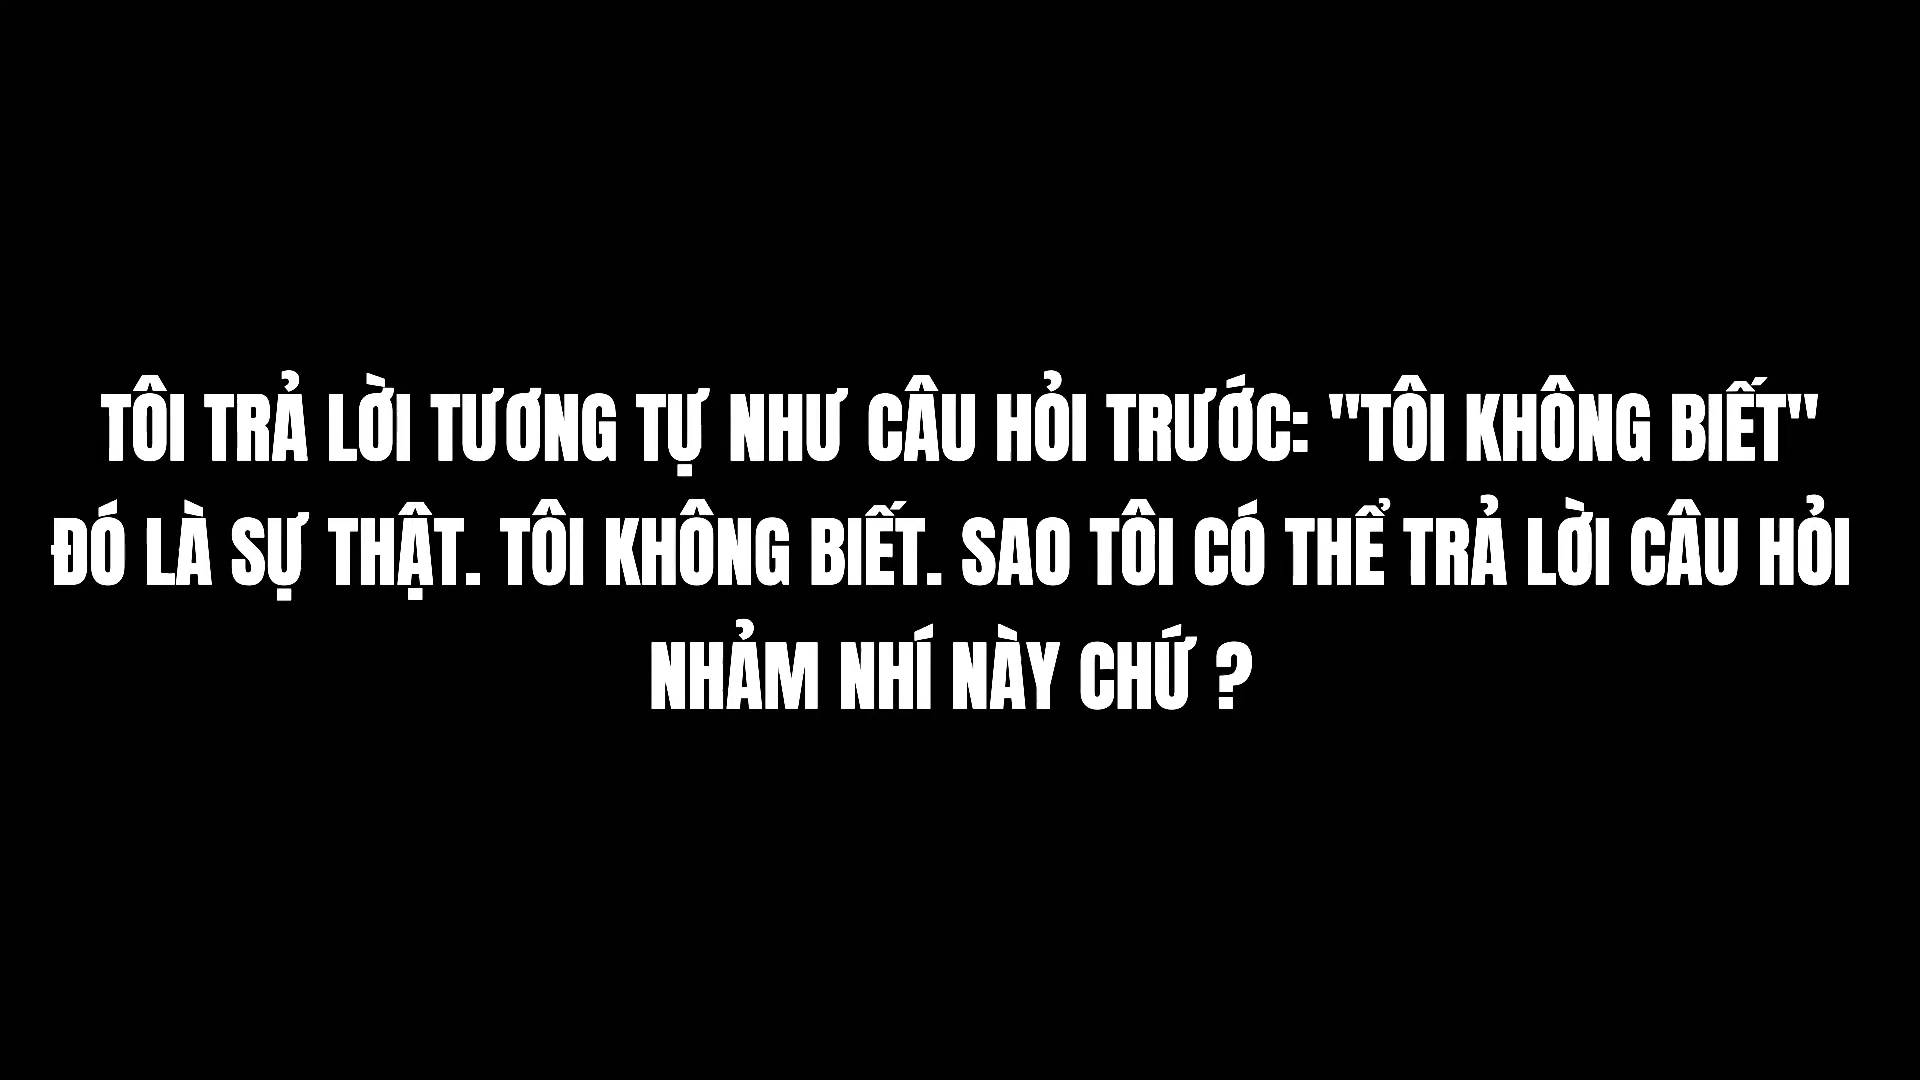 TÔI TRẢ LỜI TƯƠNG TỰ NHƯ CÂU HỎI TRƯỚC: "TÔI KHÔNG BIẾT"
ĐÓ LÀ SỰ THẬT. TÔI KHÔNG BIẾT. SAO TÔI CÓ THỂ TRẢ LỜI CÂU HỎI
NHẢM NHÍ NÀY CHỨ ?